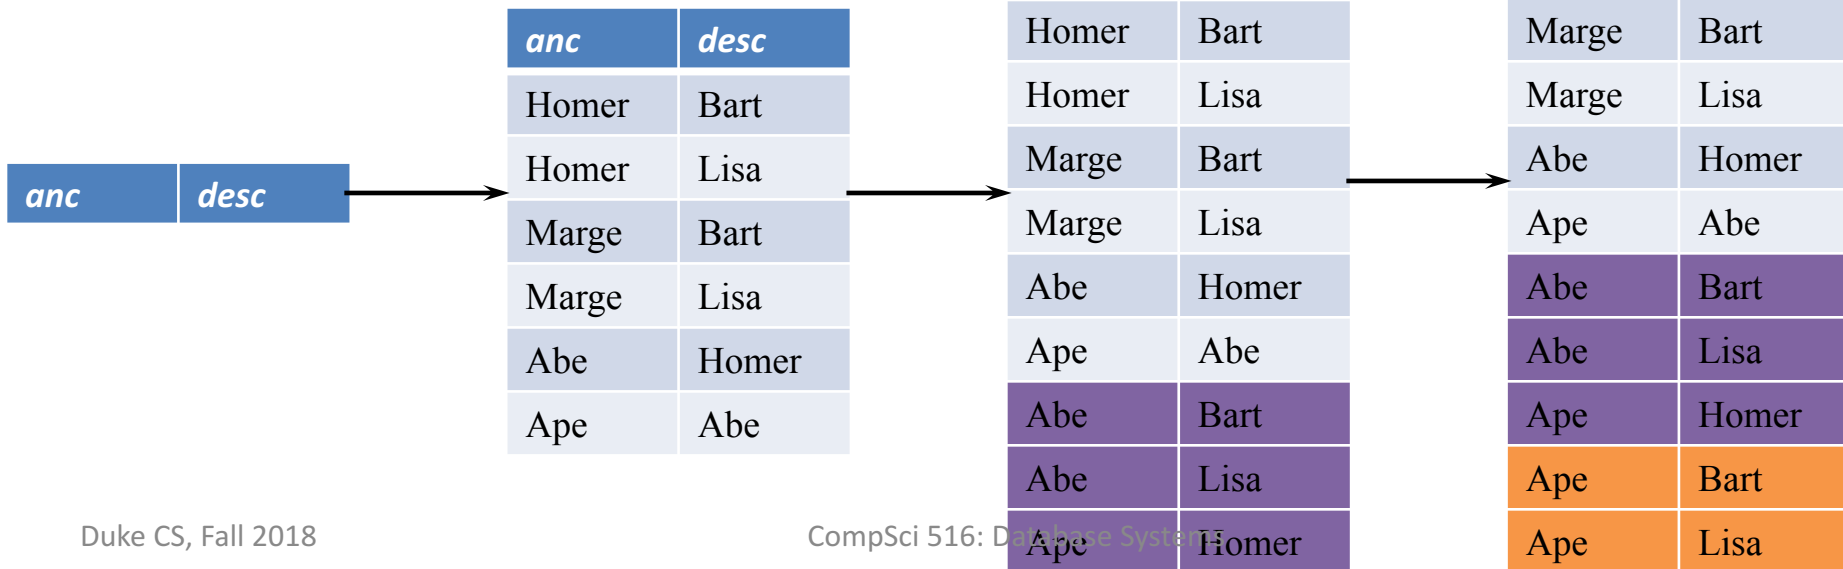 anc desc
anc desc
Homer Bart
Homer Lisa
Marge Bart
Marge Lisa
Abe Homer
Ape Abe
Homer Bart
Homer Lisa
Marge Bart
Marge Lisa
Abe Homer
Ape Abe
Abe Bart
Abe Lisa
Ape Homer
Marge Bart
Marge Lisa
Abe Homer
Ape Abe
Abe Bart
Abe Lisa
Ape Homer
Ape Bart
Ape Lisa
Duke CS, Fall 2018
CompSci 516: Database Systems